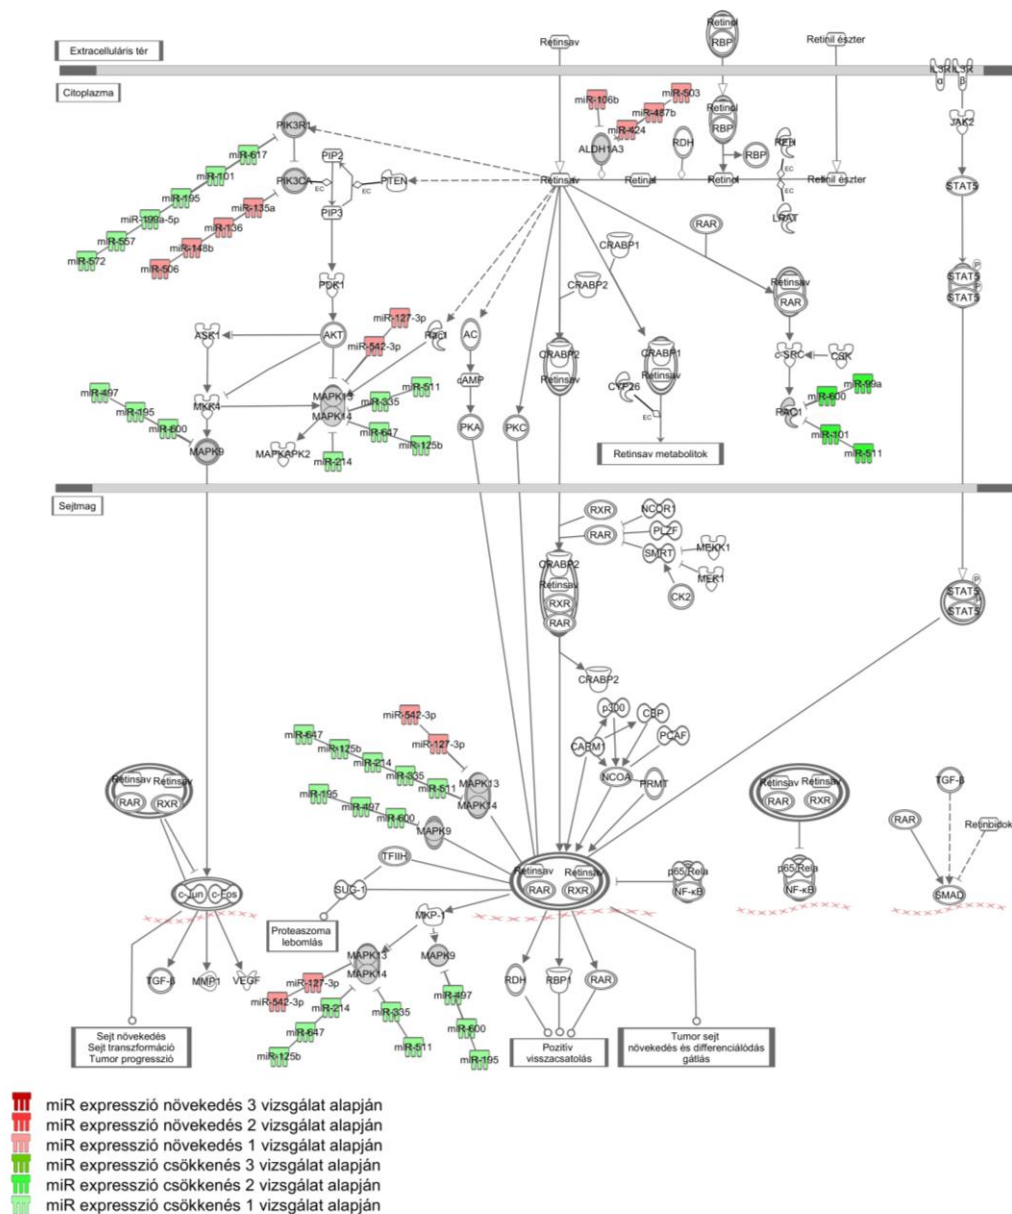 Extracelluláris tér
Retinsav
Retinol
RBP
Retinil észter
IL3R α
IL3R β
Citoplazma
miR-106b
miR-503
miR-487b
miR-424
ALDH1A3
RDH
Retinol
RBP
RBP
REH
JAK2
PIK3R1
miR-617
miR-101
miR-195
miR-199a-5p
miR-557
miR-572
PIP2
PIK3CA
EC
EC
PTEN
PIP3
miR-135a
miR-136
miR-148b
miR-506
Retinsav
Retinal
Retinol
EC
EC
Retinil észter
LRAT
STAT5
RAR
CRABP1
CRABP2
PDK1
Retinsav
RAR
STAT5
P
P
STAT5
miR-127-3p
miR-542-3p
ASK1
AKT
Rac1
AC
cAMP
PKA
PKC
CRABP2
Retinsav
CRABP1
Retinsav
CYP26
EC
Retinsav metabolitok
c-SRC
CSK
RAC1
miR-99a
miR-600
miR-101
miR-511
miR-497
miR-195
miR-600
MKK4
MAPK9
MAPK13
MAPK14
miR-511
miR-335
miR-647
miR-125b
miR-214
MAPKAPK2
Sejtmag
RXR
RAR
NCOR1
PLZF
SMRT
MEKK1
MEK1
CK2
CRABP2
Retinsav
RXR
RAR
CRABP2
STAT5
P
STAT5
p300
CBP
CARM1
PCAF
NCOA
PRMT
miR-542-3p
miR-127-3p
miR-647
miR-125b
miR-214
miR-335
miR-511
MAPK13
MAPK14
miR-195
miR-497
miR-600
MAPK9
Retinsav
Retinsav
RAR
RXR
Retinsav
Retinsav
RAR
RXR
TGF-β
RAR
Retinoidok
SMAD
TFIIH
SUG-1
Proteaszoma
lebomlás
Retinsav
Retinsav
RAR
RXR
p65/Rela
NF-κB
p65/Rela
NF-κB
c-Jun
c-Fos
MKP-1
MAPK13
MAPK14
MAPK9
miR-127-3p
miR-542-3p
miR-214
miR-647
miR-125b
miR-335
miR-511
miR-497
miR-600
miR-195
TGF-β
MMP1
VEGF
RDH
RBP1
RAR
Sejt növekedés
Sejt transzformáció
Tumor progresszió
Pozitív
visszacsatolás
Tumor sejt
növekedés és differenciálódás
gátlás
miR expresszió növekedés 3 vizsgálat alapján
miR expresszió növekedés 2 vizsgálat alapján
miR expresszió növekedés 1 vizsgálat alapján
miR expresszió csökkenés 3 vizsgálat alapján
miR expresszió csökkenés 2 vizsgálat alapján
miR expresszió csökkenés 1 vizsgálat alapján